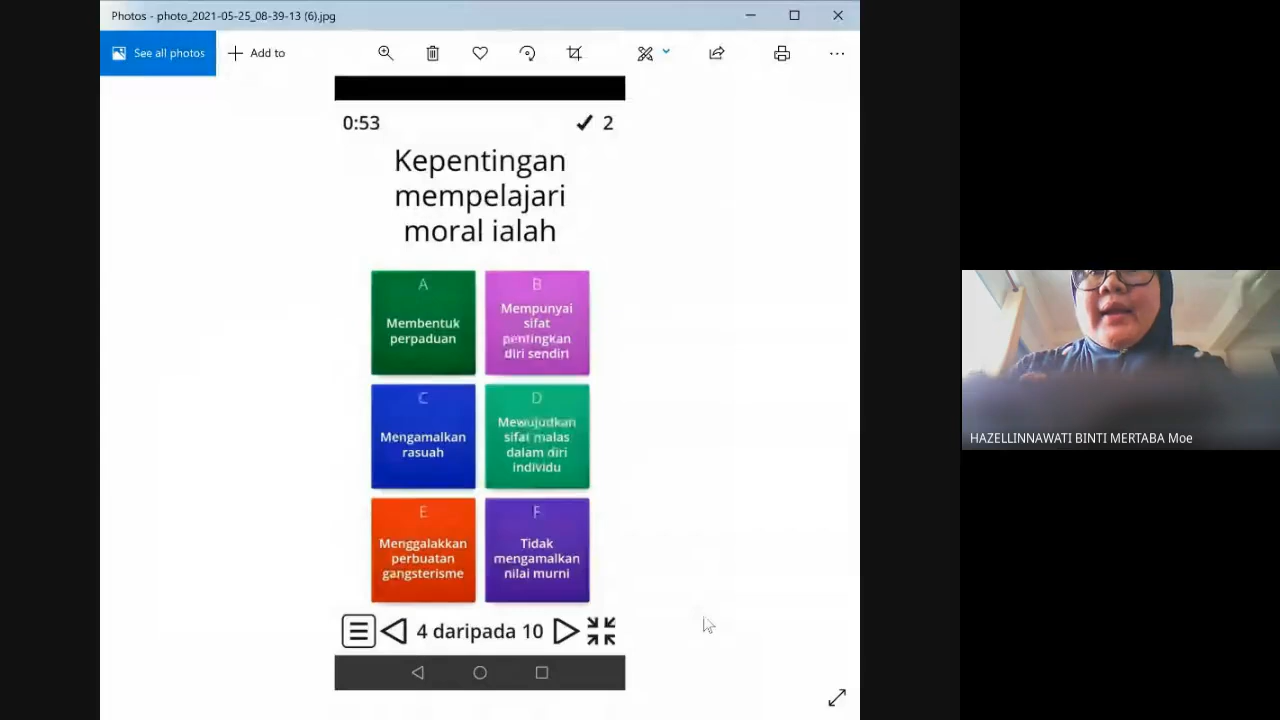 Photos - photo_2021-05-25_08-39-13 (6).jpg
See all photos
Add to
0:53
2
Kepentingan
mempelajari
moral ialah
A
Membentuk
perpaduan
B
Mempunyai
sifat
pentingkan
diri sendiri
C
Mengamalkan
rasuah
D
Mewujudkan
sifat malas
dalam diri
individu
E
Menggalakkan
perbuatan
gangsterisme
F
Tidak
mengamalkan
nilai murni
4 daripada 10
HAZELLINNAWATI BINTI MERTABA Moe